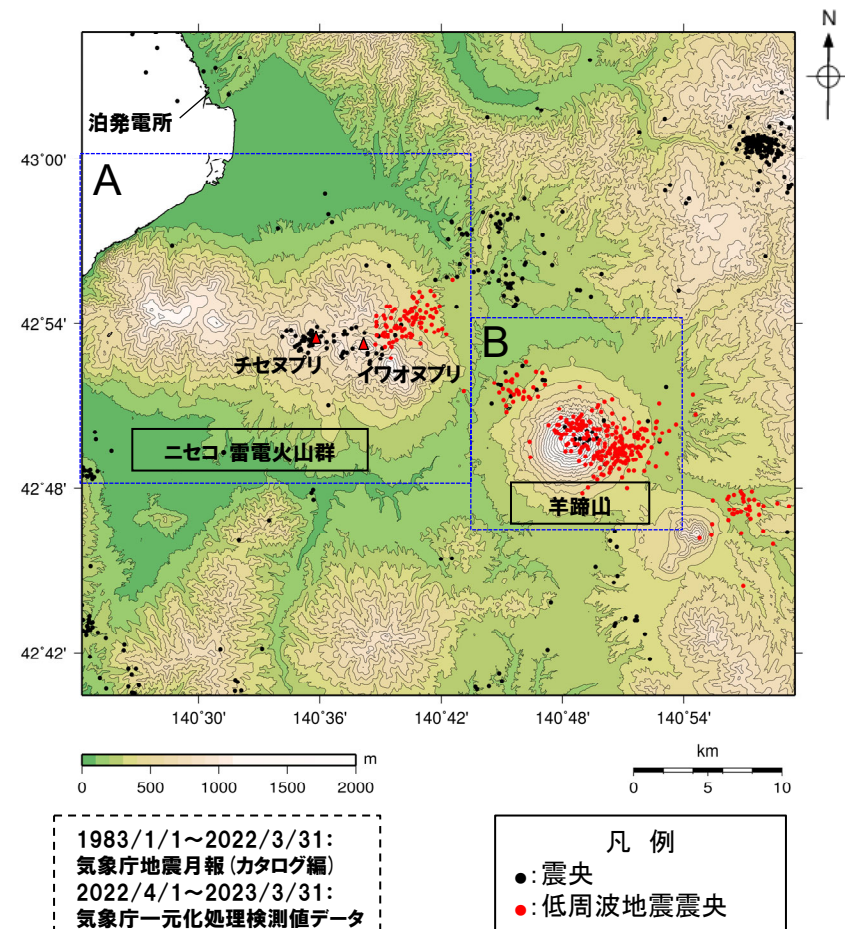 N
泊発電所
43°00'
A
42°54'
B
チセヌプリ
イワオヌプリ
ニセコ・雷電火山群
42°48'
羊蹄山
42°42'
140°30' 140°36' 140°42' 140°48' 140°54'
m
0 500 1000 1500 2000
km
0 5 10
1983/1/1~2022/3/31:
気象庁地震月報(カタログ編)
2022/4/1~2023/3/31:
気象庁一元化処理検測値データ
凡 例
●:震央
●:低周波地震震央